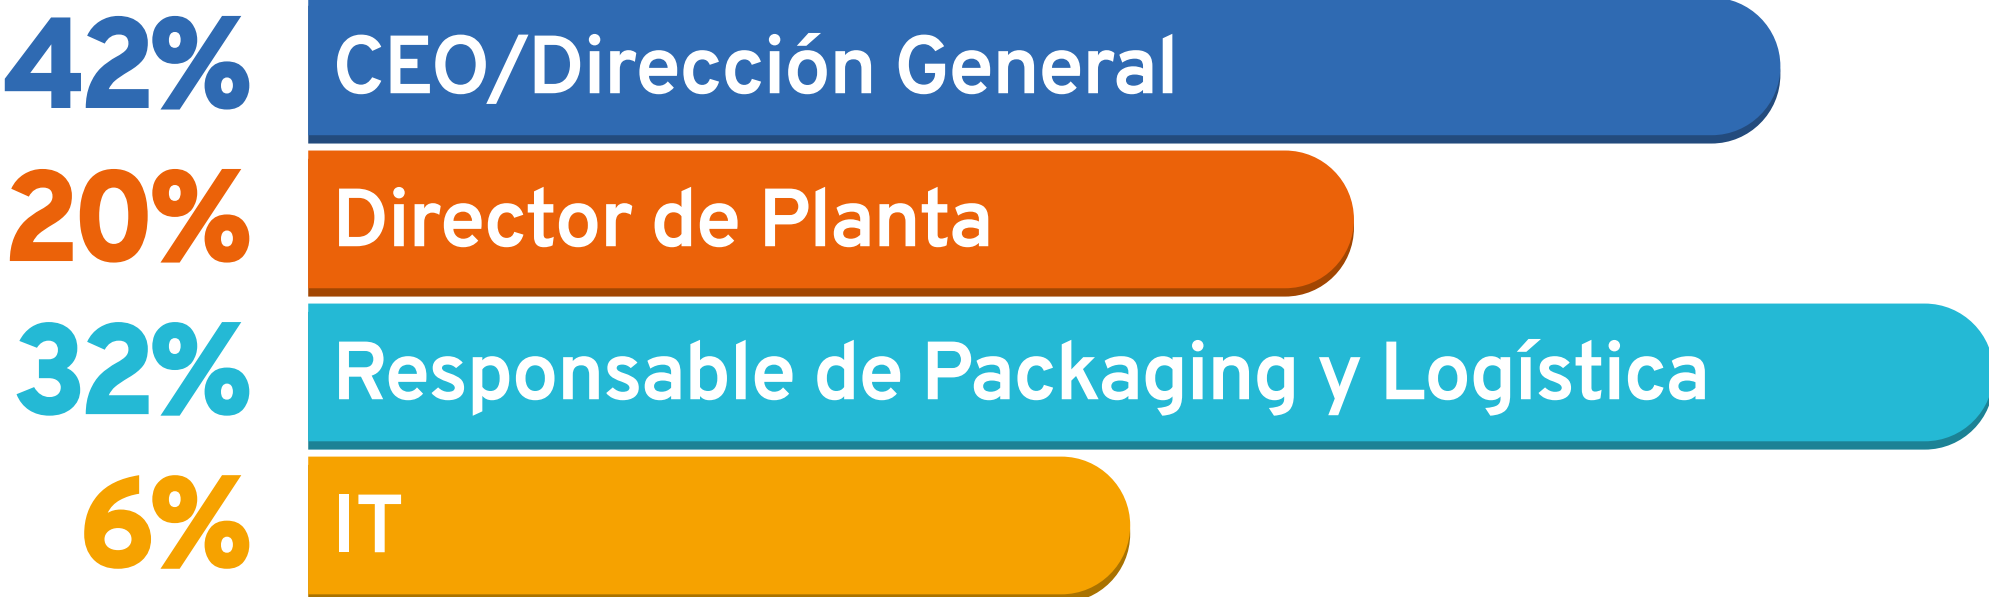 42% CEO/Dirección General
20% Director de Planta
32% Responsable de Packaging y Logística
6% IT